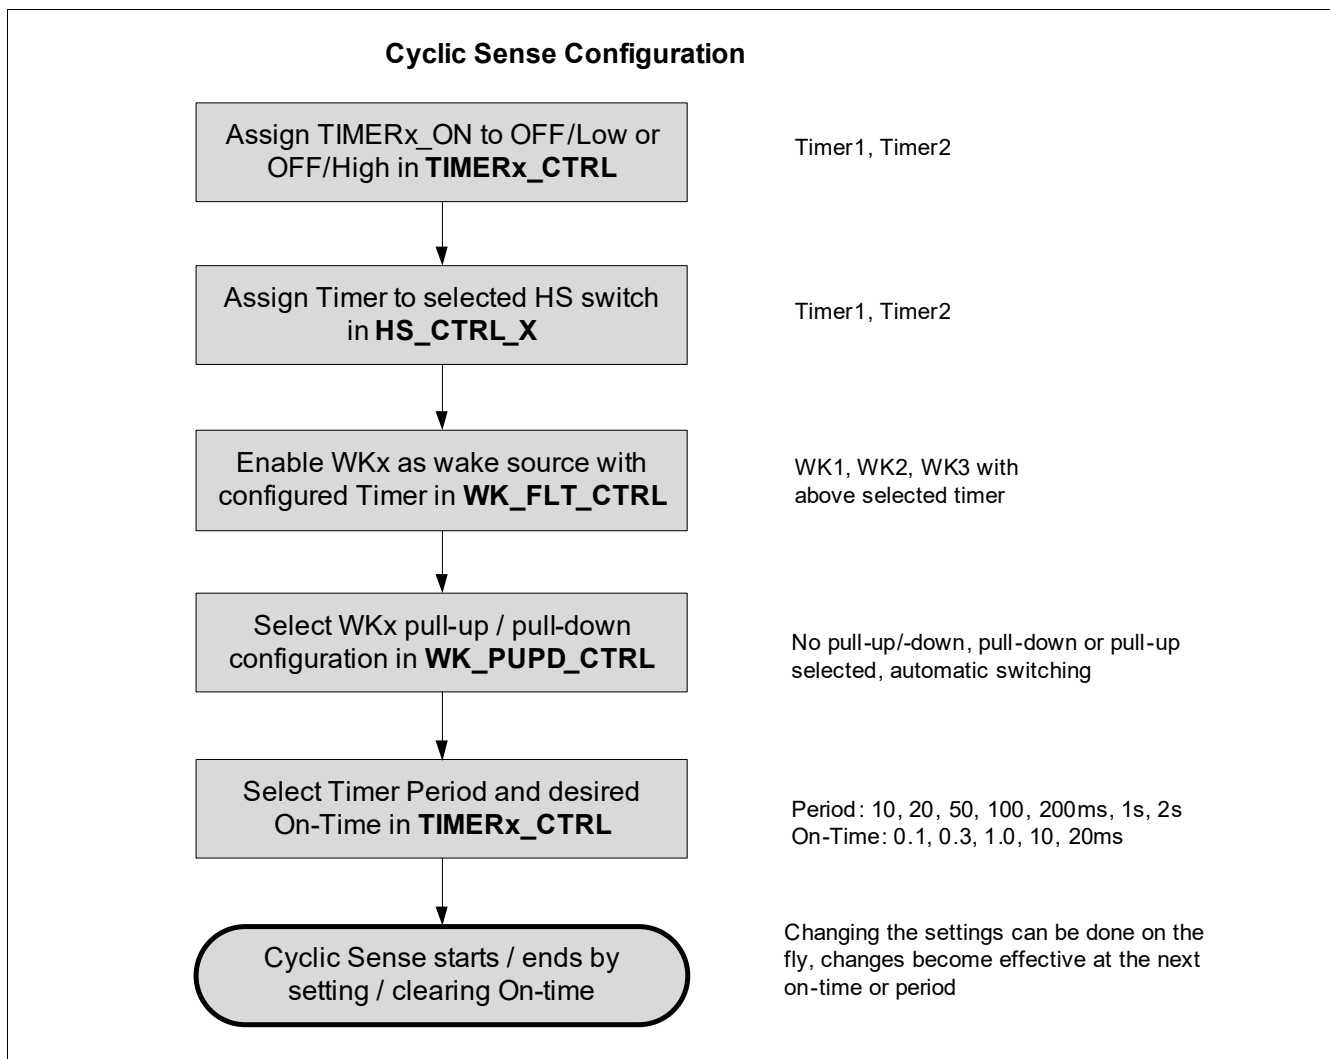 Cyclic Sense Configuration
Assign TIMERx_ON to OFF/Low or
OFF/High in TIMERx_CTRL
Timer1, Timer2
Assign Timer to selected HS switch
in HS_CTRL_X
Timer1, Timer2
Enable WKx as wake source with
configured Timer in WK_FLT_CTRL
WK1, WK2, WK3 with
above selected timer
Select WKx pull-up / pull-down
configuration in WK_PUPD_CTRL
No pull-up/-down, pull-down or pull-up
selected, automatic switching
Select Timer Period and desired
On-Time in TIMERx_CTRL
Period: 10, 20, 50, 100, 200ms, 1s, 2s
On-Time: 0.1, 0.3, 1.0, 10, 20ms
Cyclic Sense starts / ends by
setting / clearing On-time
Changing the settings can be done on the
fly, changes become effective at the next
on-time or period